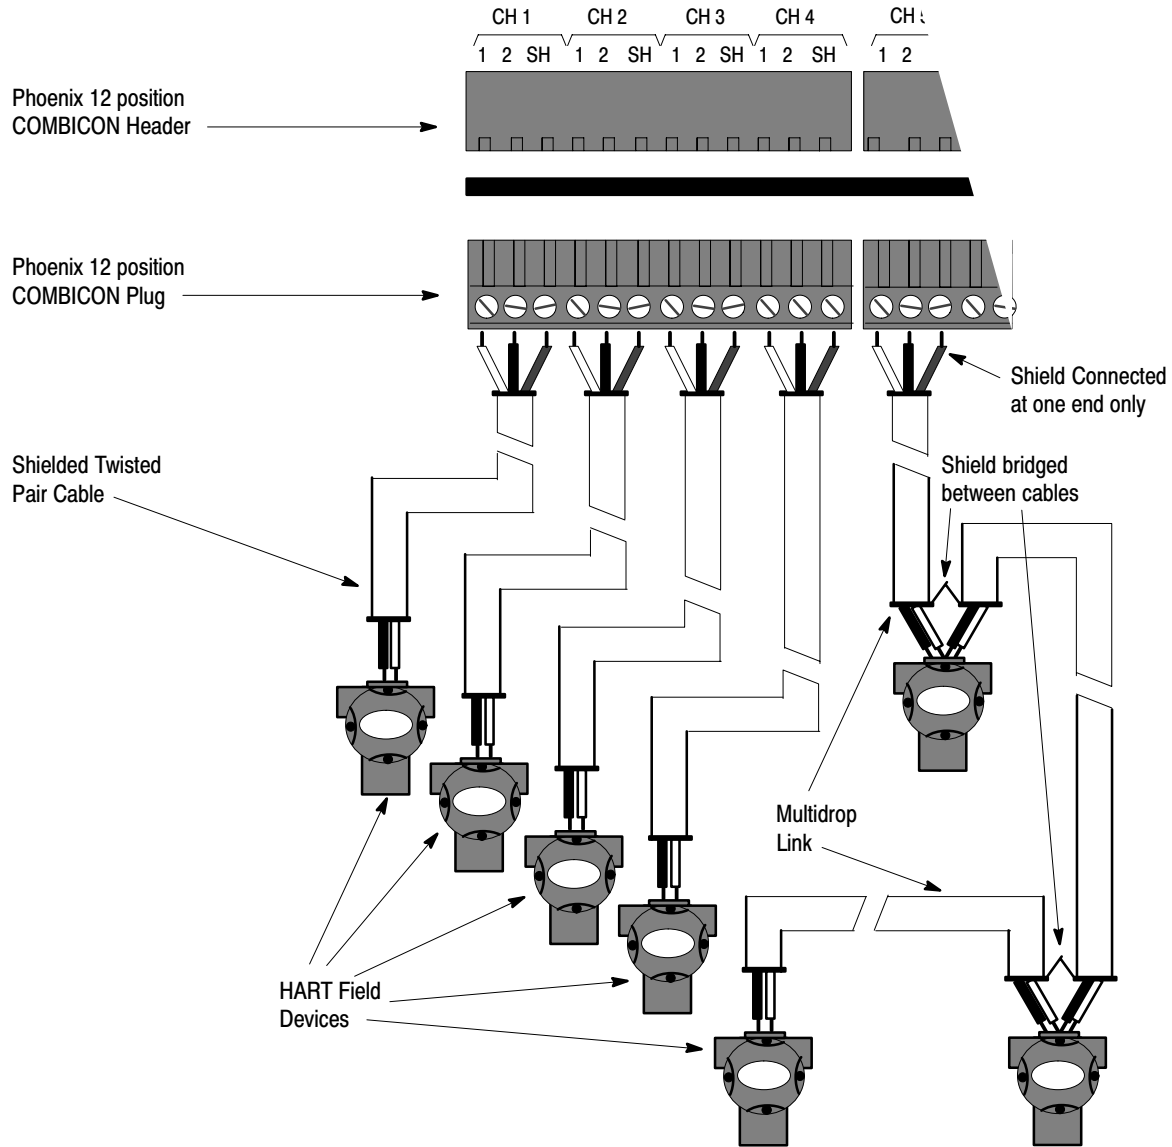 CH 1 CH 2 CH 3 CH 4 CH
1 2 SH 1 2 SH 1 2 SH 1 2 SH 1 2
Phoenix 12 position
COMBICON Header
Phoenix 12 position
COMBICON Plug
Shield Connected
at one end only
Shielded Twisted
Pair Cable
Shield bridged
between cables
Multidrop
Link
HART Field
Devices